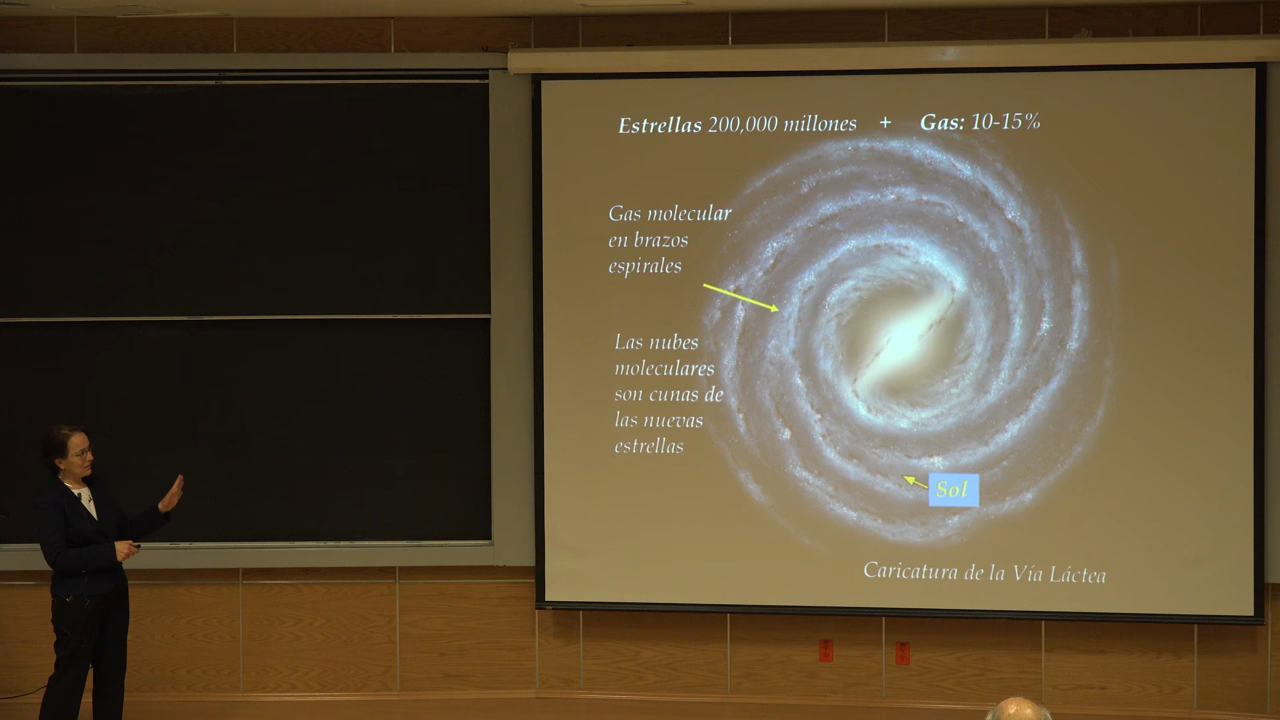 Estrellas 200,000 millones + Gas: 10-15%
Gas molecular
en brazos
espirales
Las nubes
moleculares
son cunas de
las nuevas
estrellas
Sol
Caricatura de la Vía Láctea